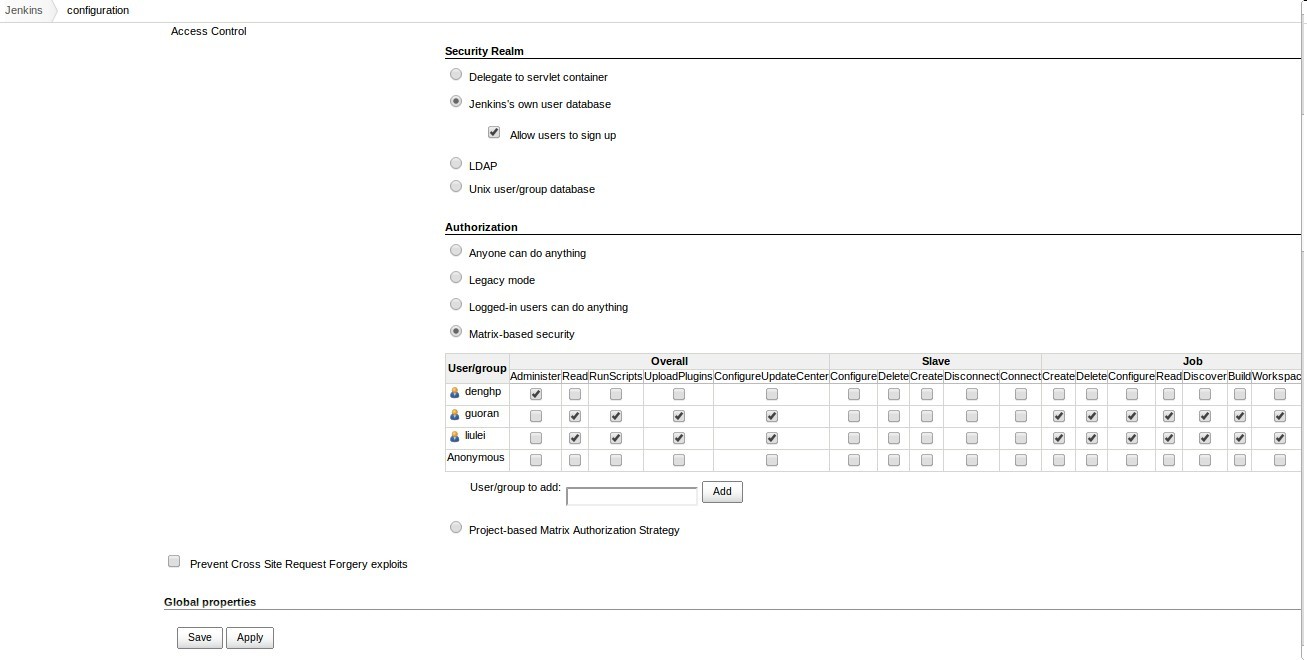 Jenkins configuration
Access Control
Security Realm
Delegate to servlet container
Jenkins's own user database
Allow users to sign up
LDAP
Unix user/group database
Authorization
Anyone can do anything
Legacy mode
Logged-in users can do anything
Matrix-based security
User/group Overall Slave Job
Administer Read RunScripts UploadPlugins ConfigureUpdateCenter Configure Delete Create Disconnect Connect Create Delete Configure Read Discover Build Workspac
denghp
guoran
liulei
Anonymous
User/group to add: Add
Project-based Matrix Authorization Strategy
Prevent Cross Site Request Forgery exploits
Global properties
Save Apply